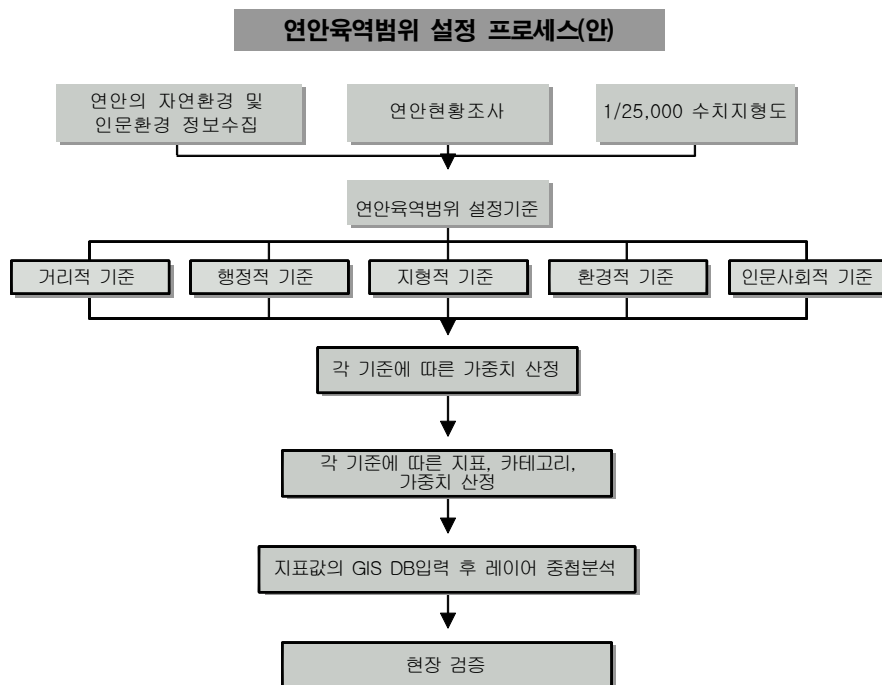 연안육역범위 설정 프로세스(안)
연안의 자연환경 및
인문환경 정보수집
연안현황조사
1/25,000 수치지형도
연안육역범위 설정기준
거리적 기준
행정적 기준
지형적 기준
환경적 기준
인문사회적 기준
각 기준에 따른 가중치 산정
각 기준에 따른 지표, 카테고리,
가중치 산정
지표값의 GIS DB입력 후 레이어 중첩분석
현장 검증